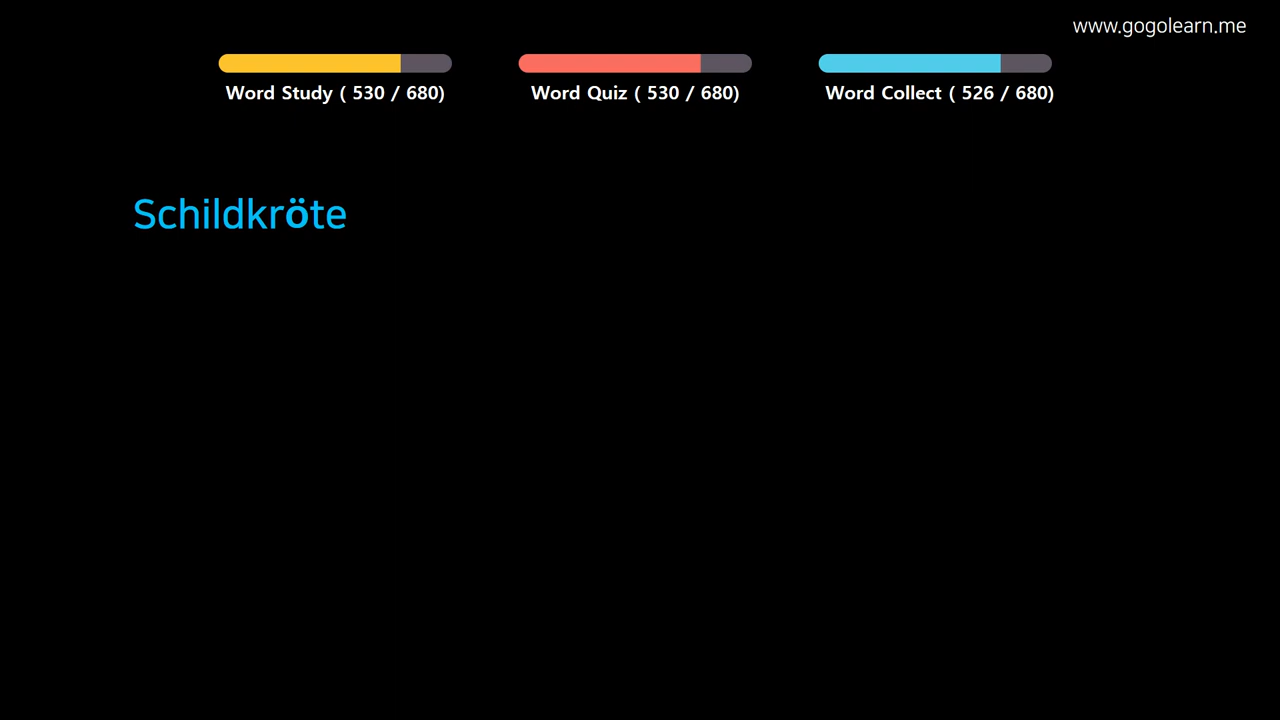 www.gogolearn.me
Word Study ( 530 / 680)
Word Quiz ( 530 / 680)
Word Collect ( 526 / 680)
Schildkröte